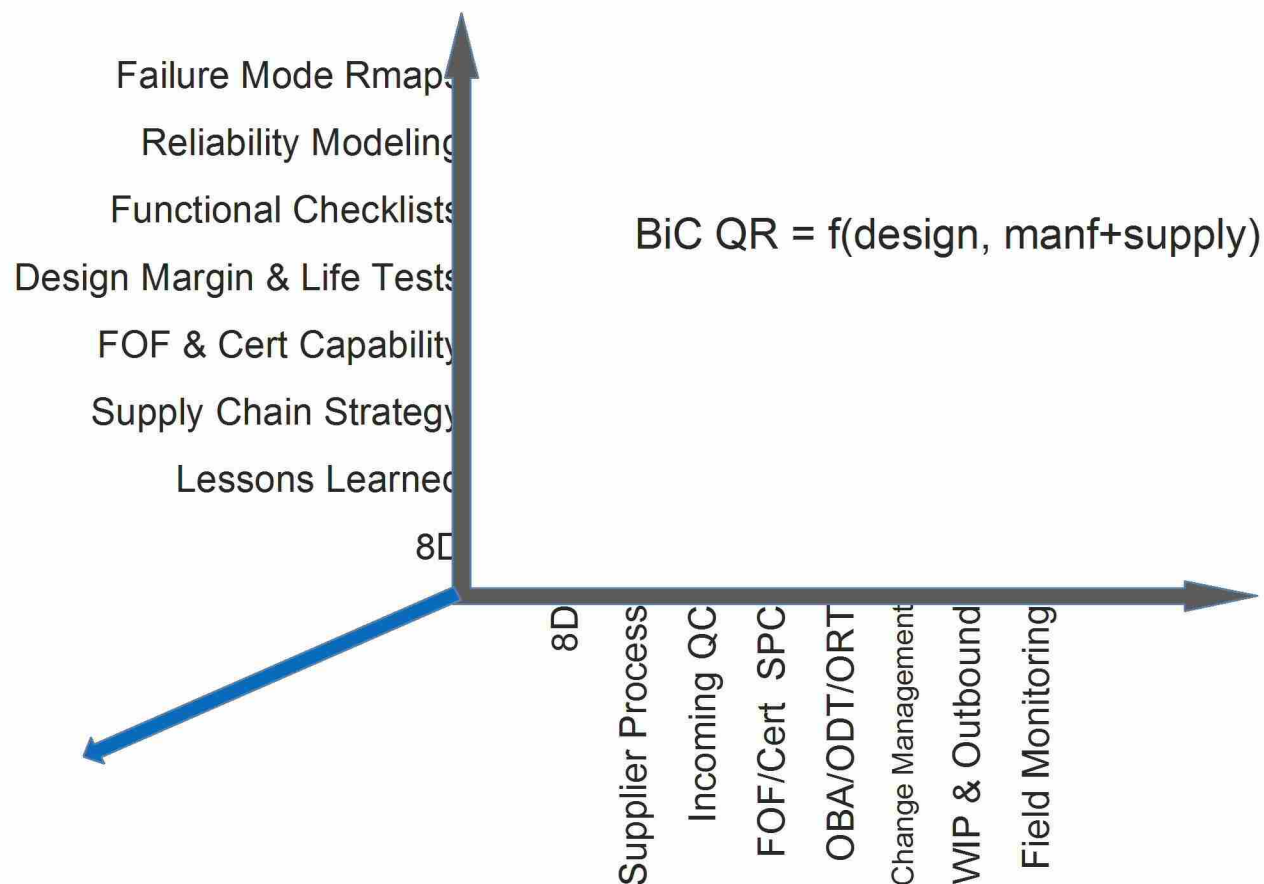 Failure Mode Rmaps
Reliability Modeling
Functional Checklists
BiC QR = f(design, manf+supply)
Design Margin & Life Tests
FOF & Cert Capability
Supply Chain Strategy
Lessons Learned
8D
8D
Supplier Process
Incoming QC
FOF/Cert SPC
OBA/ODT/ORT
Change Management
WIP & Outbound
Field Monitoring